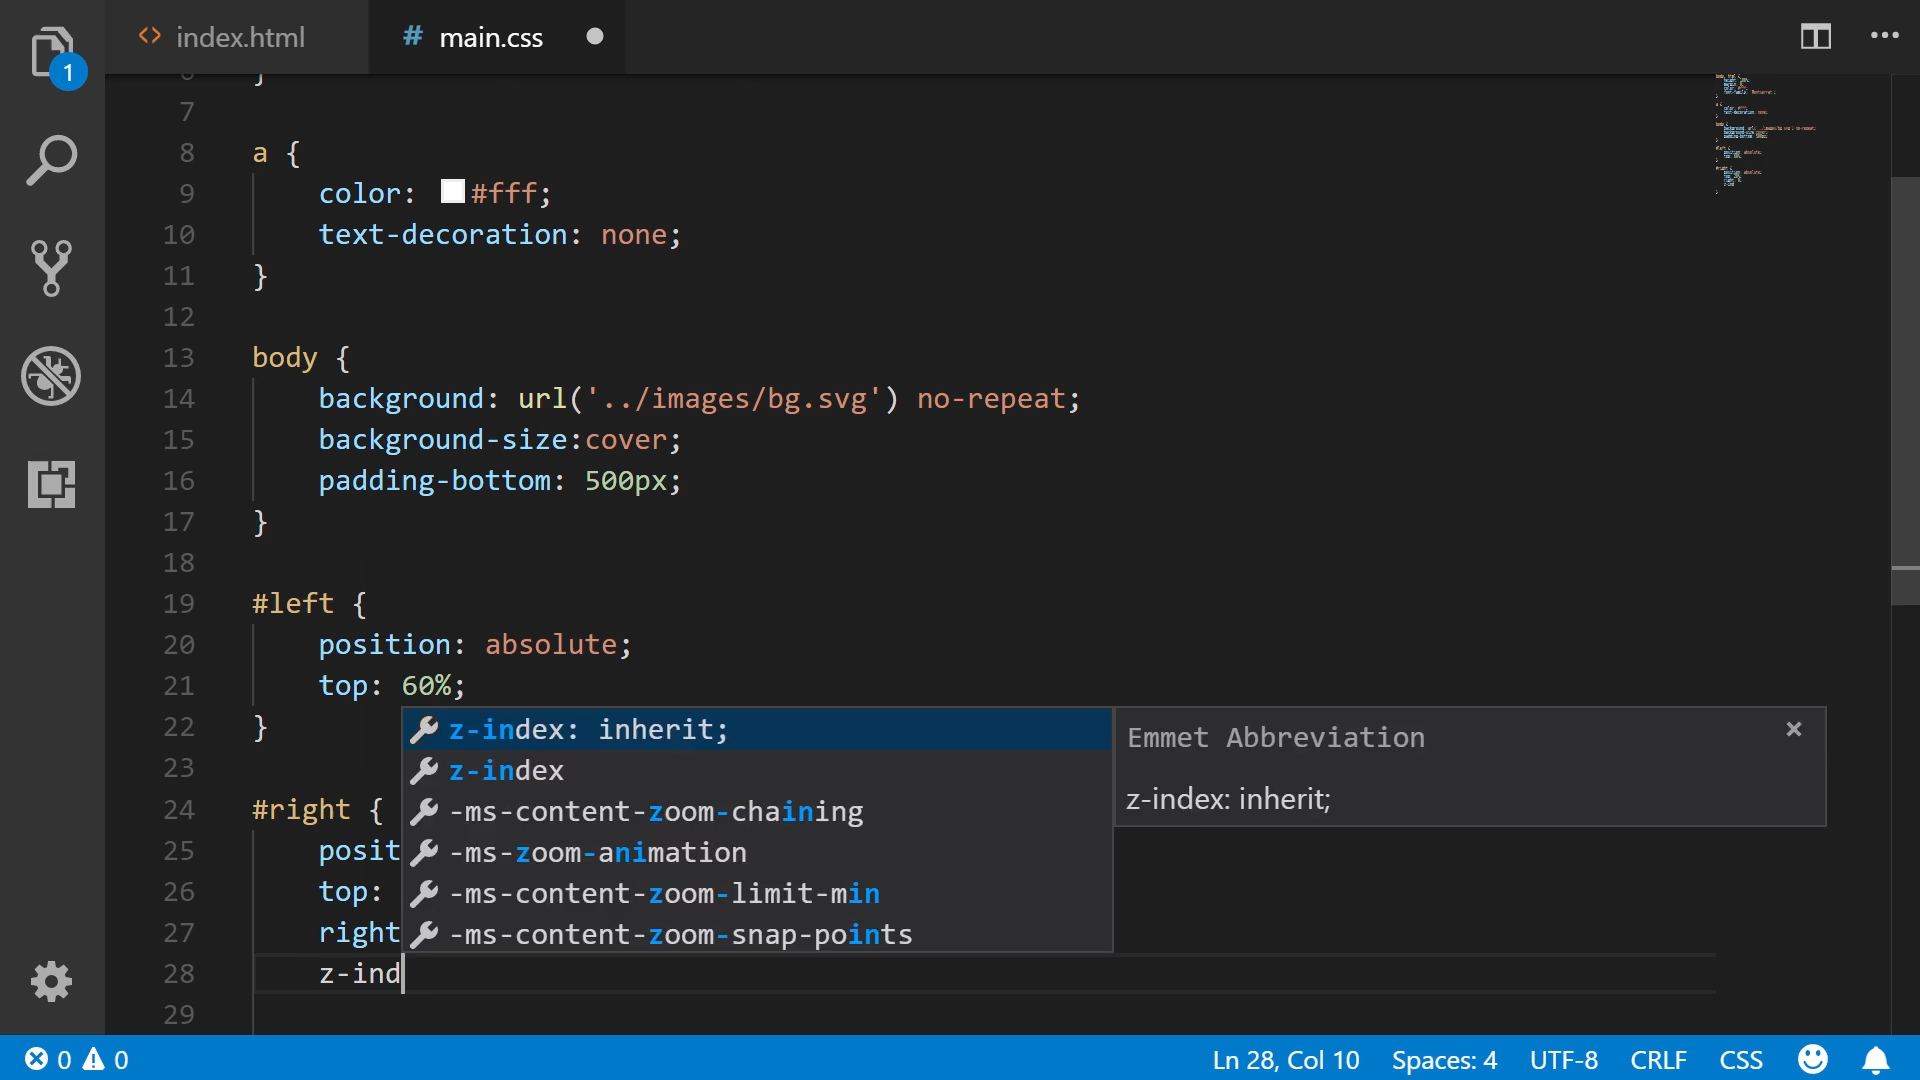 1
index.html
# main.css
6 }
7
8 a {
9 color: #fff;
10 text-decoration: none;
11 }
12
13 body {
14 background: url('../images/bg.svg') no-repeat;
15 background-size:cover;
16 padding-bottom: 500px;
17 }
18
19 #left {
20 position: absolute;
21 top: 60%;
22 }
23
24 #right {
25 posit
26 top:
27 right
28 z-ind
29
z-index: inherit;
z-index
-ms-content-zoom-chaining
-ms-zoom-animation
-ms-content-zoom-limit-min
-ms-content-zoom-snap-points
Emmet Abbreviation
z-index: inherit;
0 0 Ln 28, Col 10 Spaces: 4 UTF-8 CRLF CSS